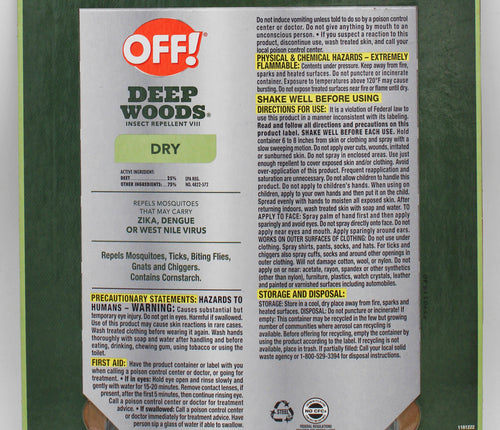 OFF!®
DEEP
WOODS®
INSECT REPELLENT VIII
DRY
ACTIVE INGREDIENT:
DEET 25%
OTHER INGREDIENTS: 75%
EPA REG.
NO. 4822-572
REPELS MOSQUITOES
THAT MAY CARRY
ZIKA, DENGUE
OR WEST NILE VIRUS
Repels Mosquitoes, Ticks, Biting Flies,
Gnats and Chiggers.
Contains Cornstarch.
PRECAUTIONARY STATEMENTS: HAZARDS TO
HUMANS – WARNING: Causes substantial but
temporary eye injury. Do not get in eyes. Harmful if swallowed.
Use of this product may cause skin reactions in rare cases.
Wash treated clothing before wearing it again. Wash hands
thoroughly with soap and water after handling and before
eating, drinking, chewing gum, using tobacco or using the
toilet.
FIRST AID: Have the product container or label with you
when calling a poison control center or doctor, or going for
treatment. • If in eyes: Hold eye open and rinse slowly and
gently with water for 15-20 minutes. Remove contact lenses, if
present, after the first 5 minutes, then continue rinsing eye.
Call a poison control center or doctor for treatment
advice. • If swallowed: Call a poison control center
or doctor immediately for treatment advice. Have
person sip a glass of water if able to swallow.
Do not induce vomiting unless told to do so by a poison control
center or doctor. Do not give anything by mouth to an
unconscious person. • If you suspect a reaction to this
product, discontinue use, wash treated skin, and call your
local poison control center.
PHYSICAL & CHEMICAL HAZARDS – EXTREMELY
FLAMMABLE: Contents under pressure. Keep away from fire,
sparks and heated surfaces. Do not puncture or incinerate
container. Exposure to temperatures above 120°F may cause
bursting. Do not expose treated surfaces near fire or flame until dry.
SHAKE WELL BEFORE USING
DIRECTIONS FOR USE: It is a violation of Federal law to
use this product in a manner inconsistent with its labeling.
Read and follow all directions and precautions on this
product label. SHAKE WELL BEFORE EACH USE. Hold
container 6 to 8 inches from skin or clothing and spray with a
slow sweeping motion. Do not apply over cuts, wounds, irritated
or sunburned skin. Do not spray in enclosed areas. Use just
enough repellent to cover exposed skin and/or clothing. Avoid
over-application of this product. Frequent reapplication and
saturation are unnecessary. Do not allow children to handle this
product. Do not apply to children's hands. When using on
children, apply to your own hands and then put it on the child.
Spread evenly with hands to moisten all exposed skin. After
returning indoors, wash treated skin with soap and water. TO
APPLY TO FACE: Spray palm of hand first and then apply
sparingly and avoid eyes. Do not spray directly onto face. Do not
apply near eyes and mouth. Apply sparingly around ears.
WORKS ON OUTER SURFACES OF CLOTHING: Do not use under
clothing. Spray shirts, pants, socks, and hats. For ticks and
chiggers also spray cuffs, socks and around other openings in
outer clothing. Will not damage cotton, wool, or nylon. Do not
apply on or near: acetate, rayon, spandex or other synthetics
(other than nylon), furniture, plastics, watch crystals, leather
and painted or varnished surfaces including automobiles.
STORAGE AND DISPOSAL:
STORAGE: Store in a cool, dry place away from fire, sparks and
heated surfaces. DISPOSAL: Do not puncture or incinerate if
empty: This container may be recycled in the few but growing
number of communities where aerosol can recycling is
available. Before offering for recycling, empty the container by
using the product according to the label. If recycling is not
available, place in trash. If partially filled: Call your local solid
waste agency or 1-800-529-3394 for disposal instructions.
STEEL
NO CFCs
FEDERAL REGULATIONS